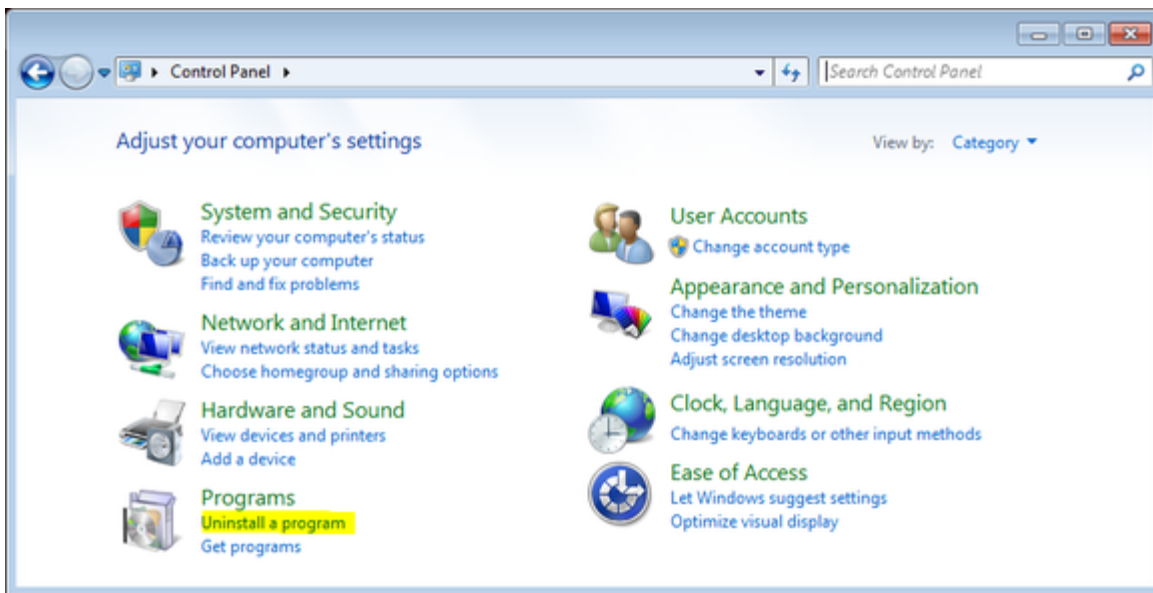 Control Panel
Search Control Panel
Adjust your computer's settings
View by: Category
System and Security
Review your computer's status
Back up your computer
Find and fix problems
Network and Internet
View network status and tasks
Choose homegroup and sharing options
Hardware and Sound
View devices and printers
Add a device
Programs
Uninstall a program
Get programs
User Accounts
Change account type
Appearance and Personalization
Change the theme
Change desktop background
Adjust screen resolution
Clock, Language, and Region
Change keyboards or other input methods
Ease of Access
Let Windows suggest settings
Optimize visual display